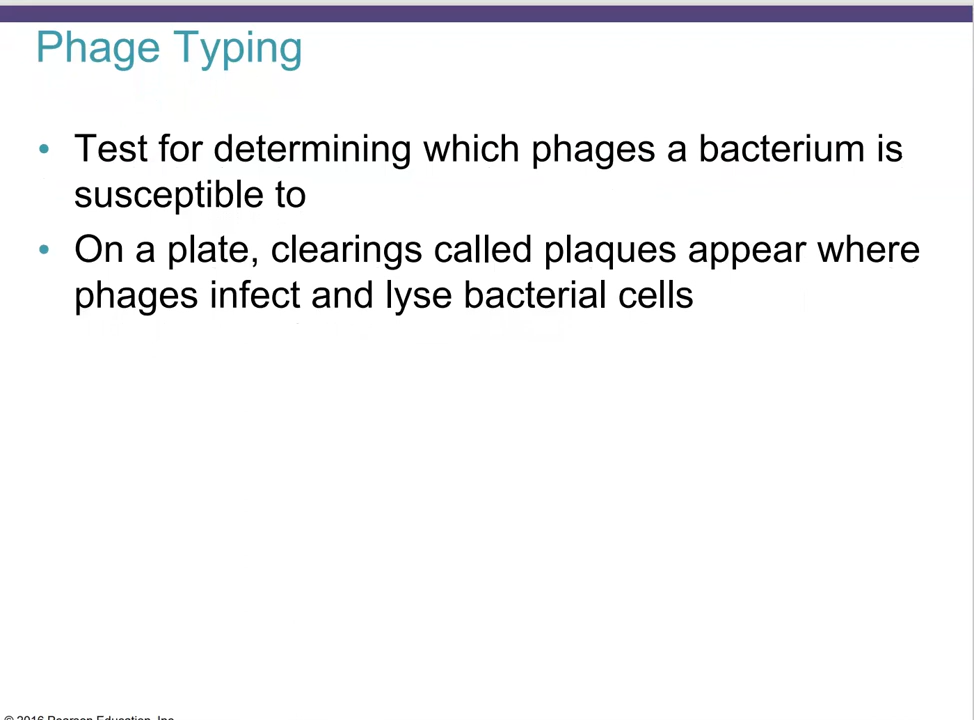 Phage Typing
• Test for determining which phages a bacterium is
susceptible to
• On a plate, clearings called plaques appear where
phages infect and lyse bacterial cells
© 2016 Pearson Education, Inc.